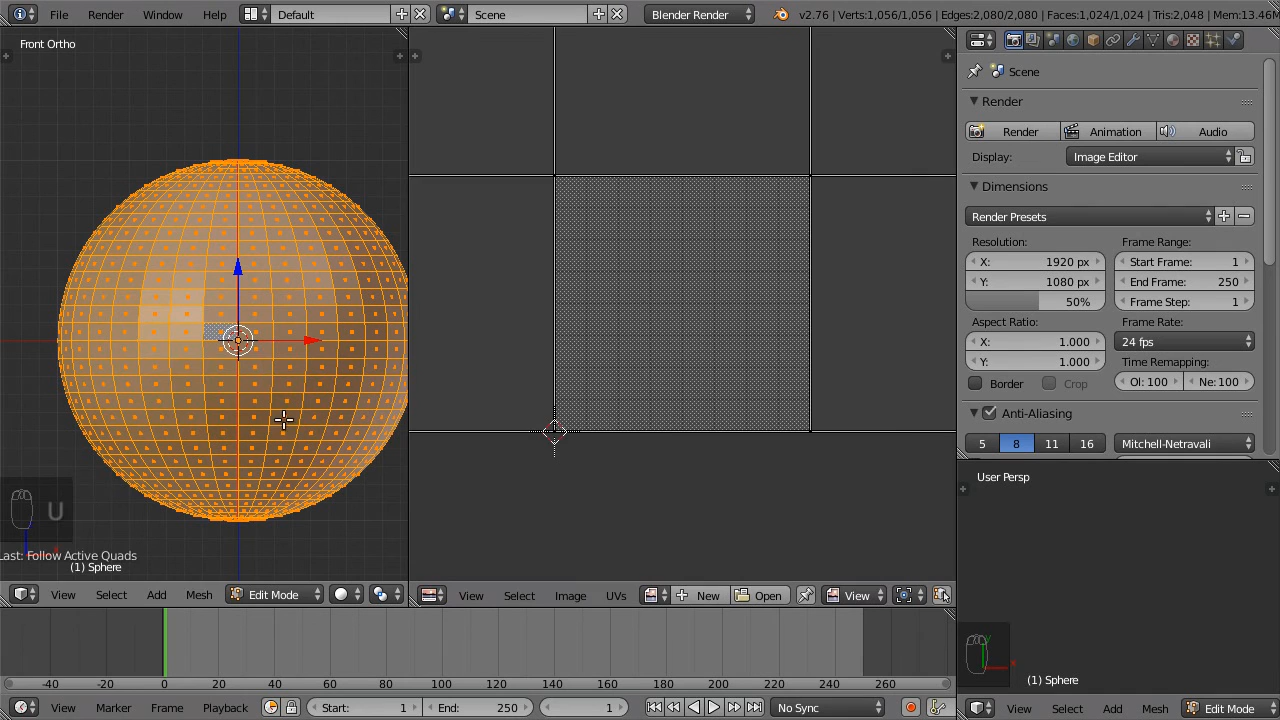 File Render Window Help Default Scene Blender Render v2.76 | Verts:1,056/1,056 | Edges:2,080/2,080 | Faces:1,024/1,024 | Tris:2,048 | Mem:13.46M
Front Ortho
Scene
Render
Render Animation Audio
Display: Image Editor
Dimensions
Render Presets
Resolution: Frame Range:
X: 1920 px Start Frame: 1
Y: 1080 px End Frame: 250
50% Frame Step: 1
Aspect Ratio: Frame Rate:
X: 1.000 24 fps
Y: 1.000 Time Remapping:
Border Crop Ol: 100 Ne: 100
Anti-Aliasing
5 8 11 16 Mitchell-Netravali
User Persp
U
Last: Follow Active Quads
(1) Sphere
View Select Add Mesh Edit Mode
View Select Image UVs New Open View
-40 -20 0 20 40 60 80 100 120 140 160 180 200 220 240 260
View Marker Frame Playback Start: 1 End: 250 1 No Sync
(1) Sphere
View Select Add Mesh Edit Mode